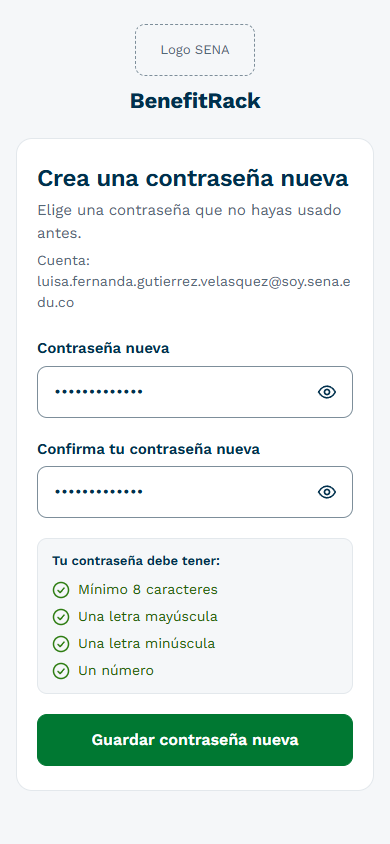 Logo SENA
BenefitRack
Crea una contraseña nueva
Elige una contraseña que no hayas usado
antes.
Cuenta:
luisa.fernanda.gutierrez.velasquez@soy.sena.e
du.co
Contraseña nueva
•••••••••••••
Confirma tu contraseña nueva
•••••••••••••
Tu contraseña debe tener:
Mínimo 8 caracteres
Una letra mayúscula
Una letra minúscula
Un número
Guardar contraseña nueva